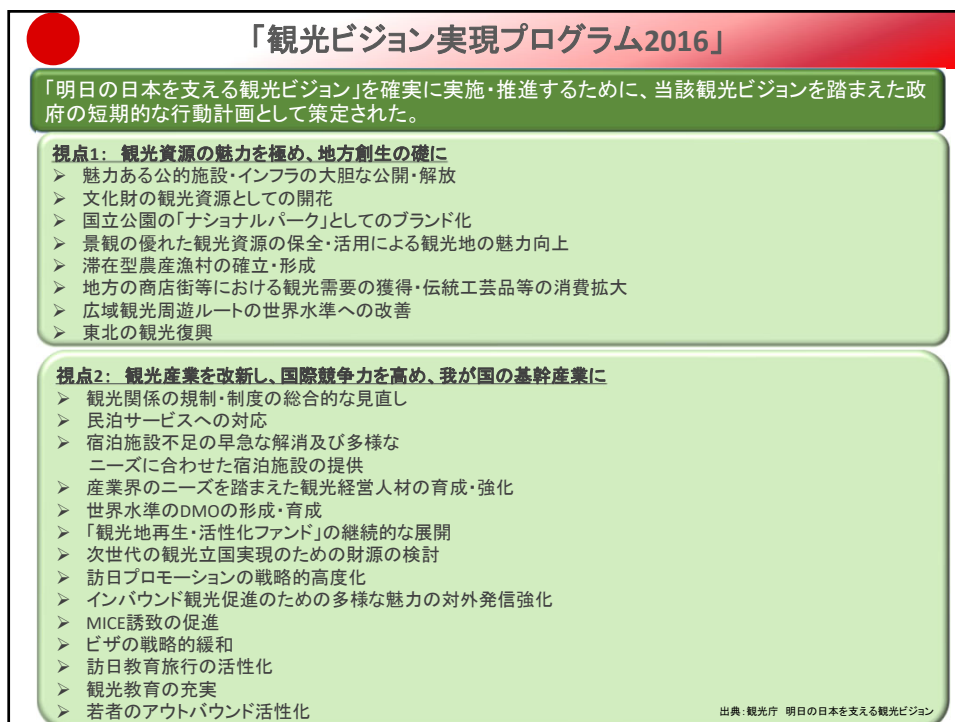 「観光ビジョン実現プログラム2016」
「明日の日本を支える観光ビジョン」を確実に実施・推進するために、当該観光ビジョンを踏まえた政
府の短期的な行動計画として策定された。
視点1: 観光資源の魅力を極め、地方創生の礎に
➢ 魅力ある公的施設・インフラの大胆な公開・解放
➢ 文化財の観光資源としての開花
➢ 国立公園の「ナショナルパーク」としてのブランド化
➢ 景観の優れた観光資源の保全・活用による観光地の魅力向上
➢ 滞在型農産漁村の確立・形成
➢ 地方の商店街等における観光需要の獲得・伝統工芸品等の消費拡大
➢ 広域観光周遊ルートの世界水準への改善
➢ 東北の観光復興
視点2: 観光産業を改新し、国際競争力を高め、我が国の基幹産業に
➢ 観光関係の規制・制度の総合的な見直し
➢ 民泊サービスへの対応
➢ 宿泊施設不足の早急な解消及び多様な
ニーズに合わせた宿泊施設の提供
➢ 産業界のニーズを踏まえた観光経営人材の育成・強化
➢ 世界水準のDMOの形成・育成
➢ 「観光地再生・活性化ファンド」の継続的な展開
➢ 次世代の観光立国実現のための財源の検討
➢ 訪日プロモーションの戦略的高度化
➢ インバウンド観光促進のための多様な魅力の対外発信強化
➢ MICE誘致の促進
➢ ビザの戦略的緩和
➢ 訪日教育旅行の活性化
➢ 観光教育の充実
➢ 若者のアウトバウンド活性化
出典:観光庁 明日の日本を支える観光ビジョン